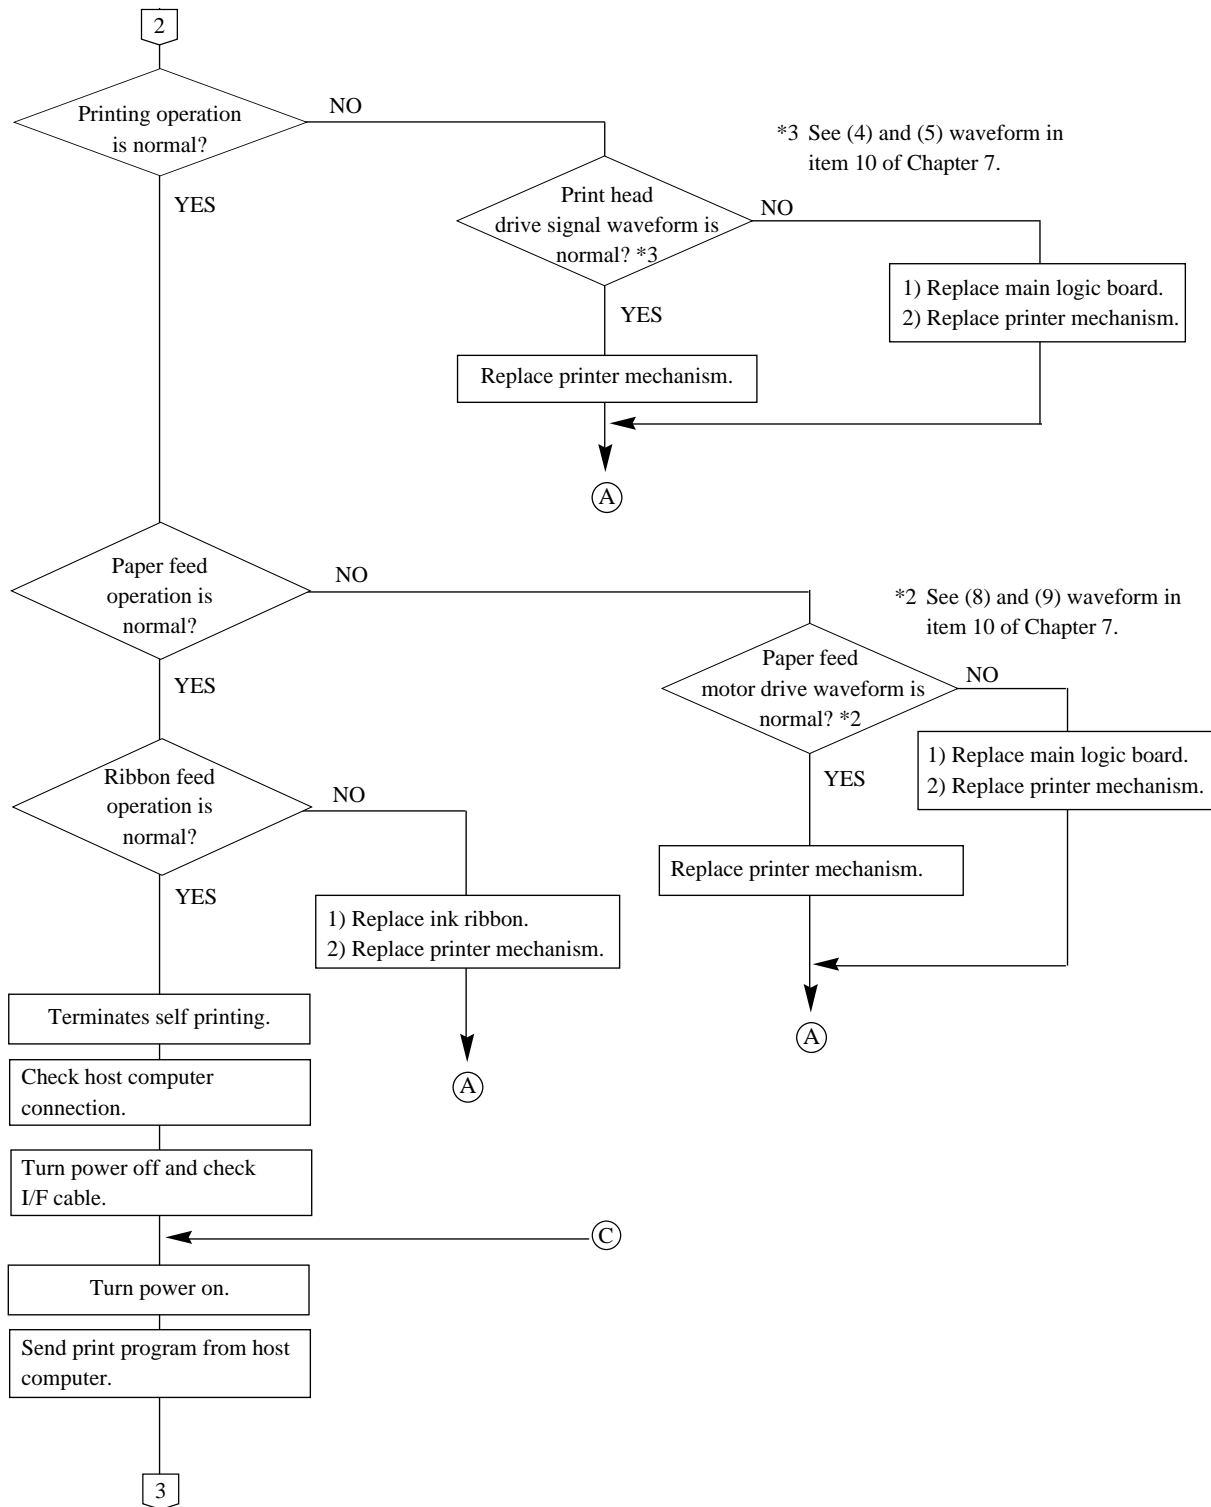 2
Printing operation
is normal?
NO
YES
*3 See (4) and (5) waveform in
item 10 of Chapter 7.
Print head
drive signal waveform is
normal? *3
NO
YES
1) Replace main logic board.
2) Replace printer mechanism.
Replace printer mechanism.
A
Paper feed
operation is
normal?
NO
YES
*2 See (8) and (9) waveform in
item 10 of Chapter 7.
Paper feed
motor drive waveform is
normal? *2
NO
YES
1) Replace main logic board.
2) Replace printer mechanism.
Replace printer mechanism.
A
Ribbon feed
operation is
normal?
NO
YES
1) Replace ink ribbon.
2) Replace printer mechanism.
A
Terminates self printing.
Check host computer
connection.
Turn power off and check
I/F cable.
C
Turn power on.
Send print program from host
computer.
3